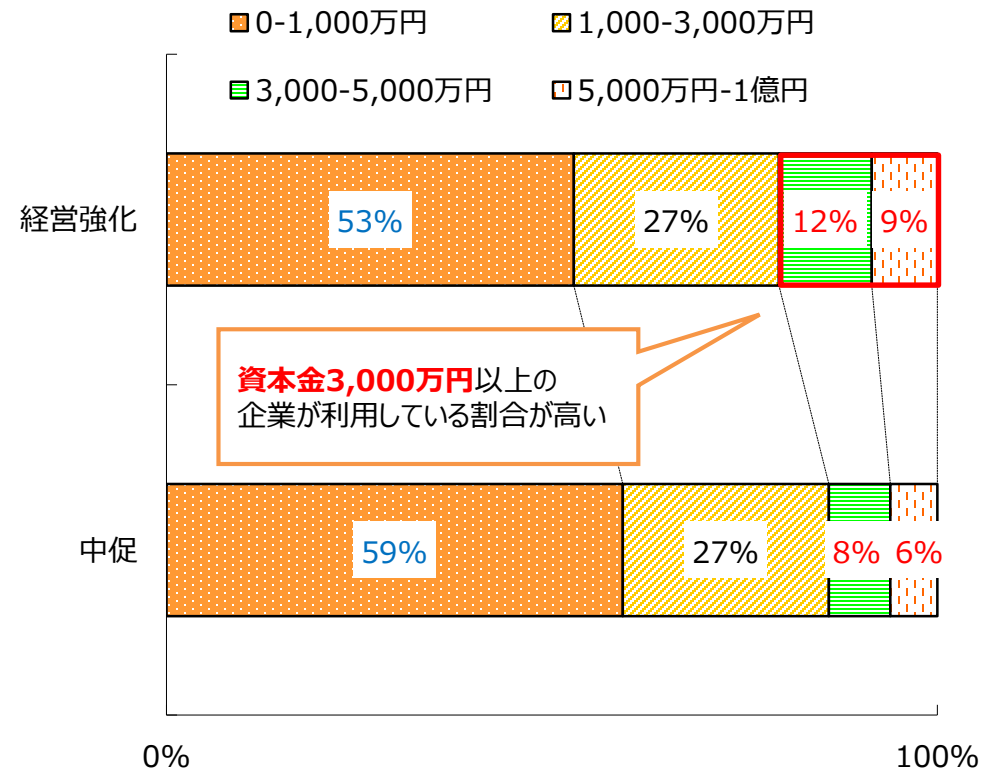 0-1,000万円 1,000-3,000万円
3,000-5,000万円 5,000万円-1億円
経営強化 53% 27% 12% 9%
資本金3,000万円以上の
企業が利用している割合が高い
中促 59% 27% 8% 6%
0% 100%